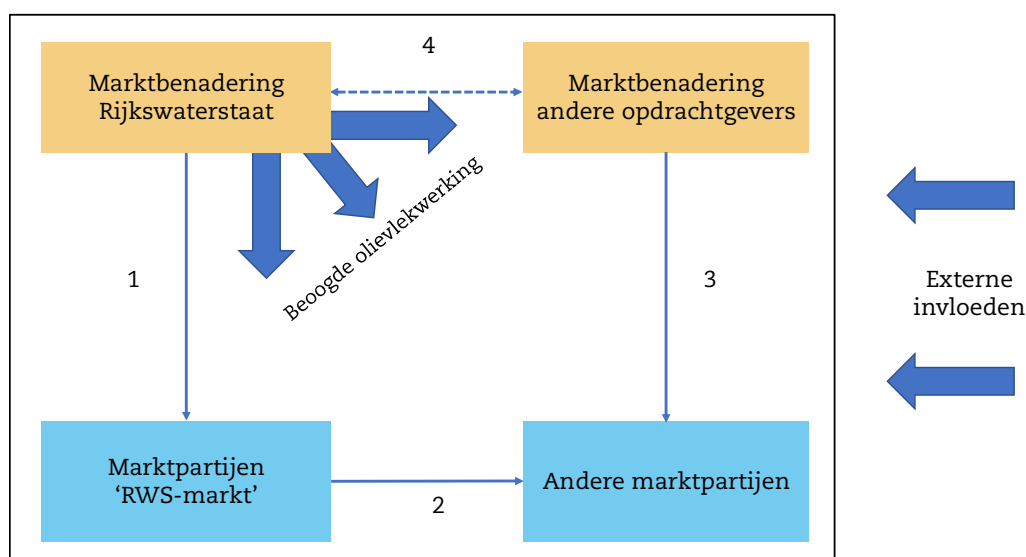 4
Marktbenadering
Rijkswaterstaat
Marktbenadering
andere opdrachtgevers
Beoogde olievlekwerking
1
3
Externe
invloeden
Marktpartijen
‘RWS-markt’
2
Andere marktpartijen